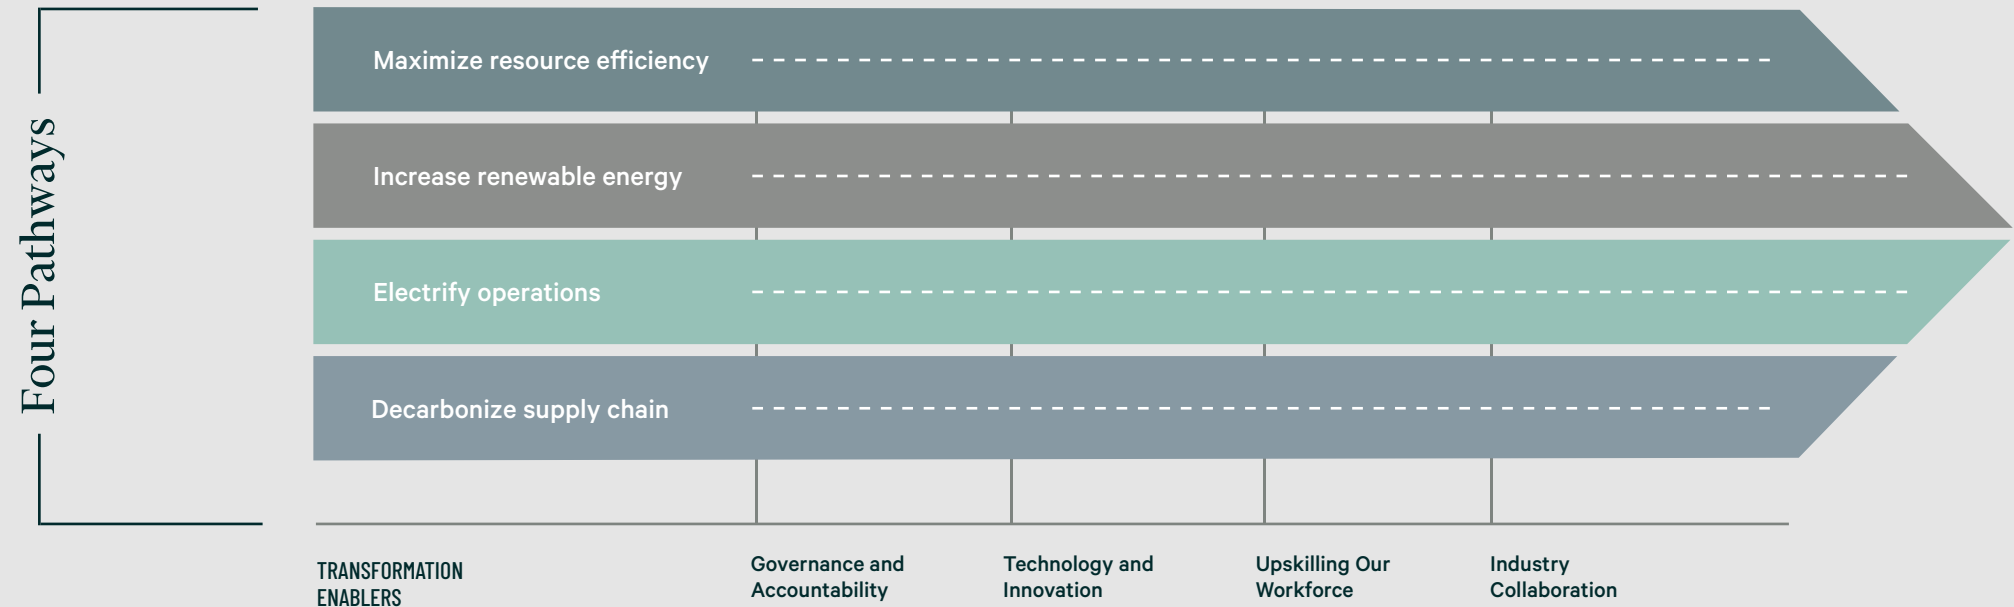 Four Pathways
Maximize resource efficiency
Increase renewable energy
Electrify operations
Decarbonize supply chain
TRANSFORMATION
ENABLERS
Governance and
Accountability
Technology and
Innovation
Upskilling Our
Workforce
Industry
Collaboration